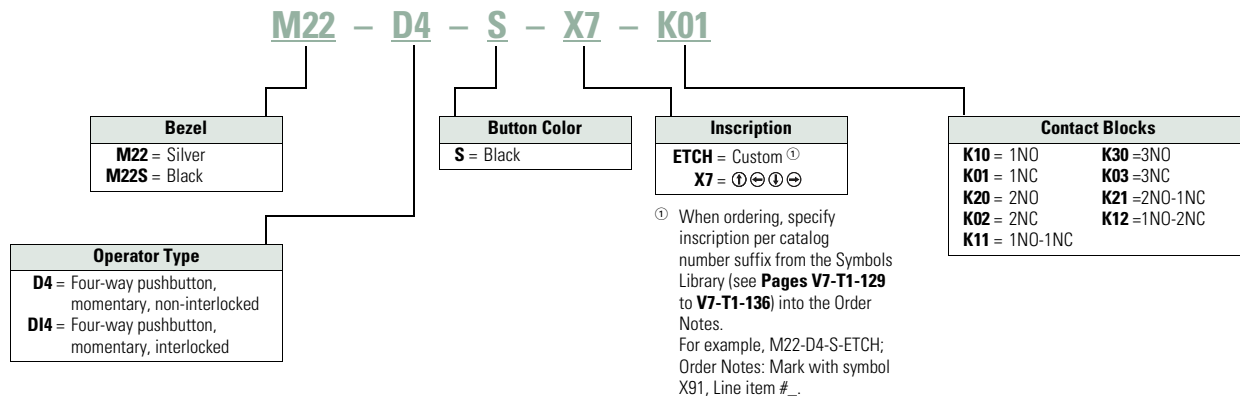 M22 – D4 – S – X7 – K01
Bezel
M22 = Silver
M22S = Black
Operator Type
D4 = Four-way pushbutton,
momentary, non-interlocked
DI4 = Four-way pushbutton,
momentary, interlocked
Button Color
S = Black
Inscription
ETCH = Custom ①
X7 = ⬆⬅⬇➡
① When ordering, specify
inscription per catalog
number suffix from the Symbols
Library (see Pages V7-T1-129
to V7-T1-136) into the Order
Notes.
For example, M22-D4-S-ETCH;
Order Notes: Mark with symbol
X91, Line item #_.
Contact Blocks
K10 = 1NO K30 =3NO
K01 = 1NC K03 =3NC
K20 = 2NO K21 =2NO-1NC
K02 = 2NC K12 =1NO-2NC
K11 = 1NO-1NC